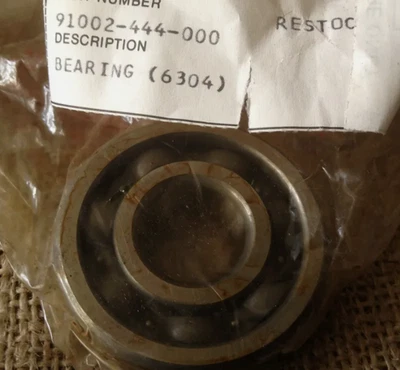 NUMBER
91002-444-000 RESTOC
DESCRIPTION
BEARING (6304)